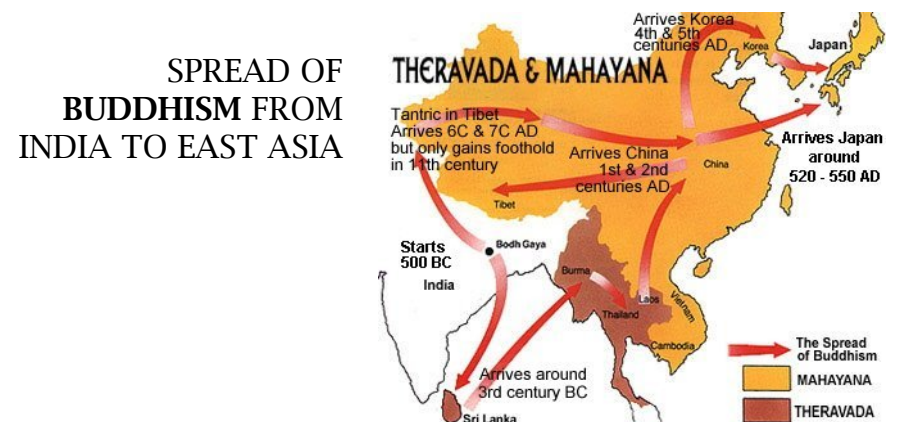 SPREAD OF
BUDDHISM FROM
INDIA TO EAST ASIA
THERAVADA & MAHAYANA
Arrives Korea
4th & 5th
centuries AD
Korea
Japan
Tantric in Tibet
Arrives 6C & 7C AD
but only gains foothold
in 11th century
Arrives China
1st & 2nd
centuries AD
China
Arrives Japan
around
520 - 550 AD
Tibet
Starts
500 BC
Bodh Gaya
India
Burma
Laos
Thailand
Vietnam
Cambodia
Arrives around
3rd century BC
Sri Lanka
The Spread
of Buddhism
MAHAYANA
THERAVADA